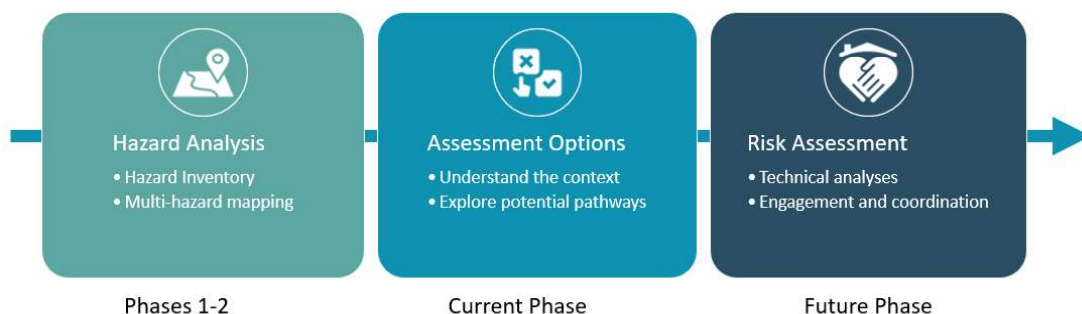 Hazard Analysis
• Hazard Inventory
• Multi-hazard mapping
Assessment Options
• Understand the context
• Explore potential pathways
Risk Assessment
• Technical analyses
• Engagement and coordination
Phases 1-2
Current Phase
Future Phase